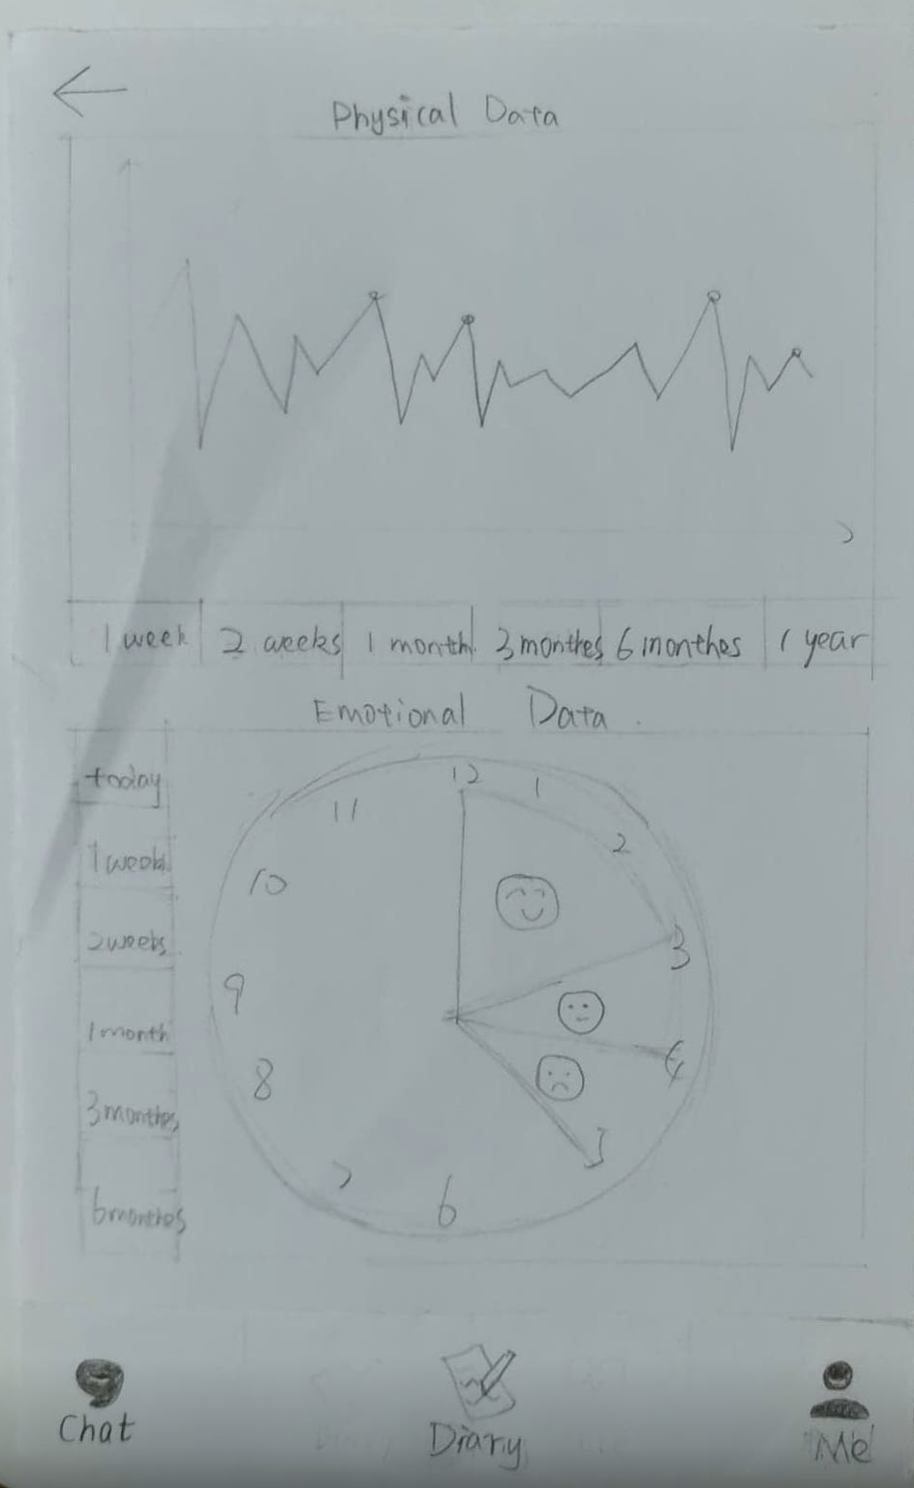 Physical Data
1 week 2 weeks 1 month 3 monthes 6 monthes 1 year
Emotional Data
today
1 week
2 weeks
1 month
3 monthes
6 monthes
12
1
2
3
4
5
6
7
8
9
10
11
Chat Diary Me